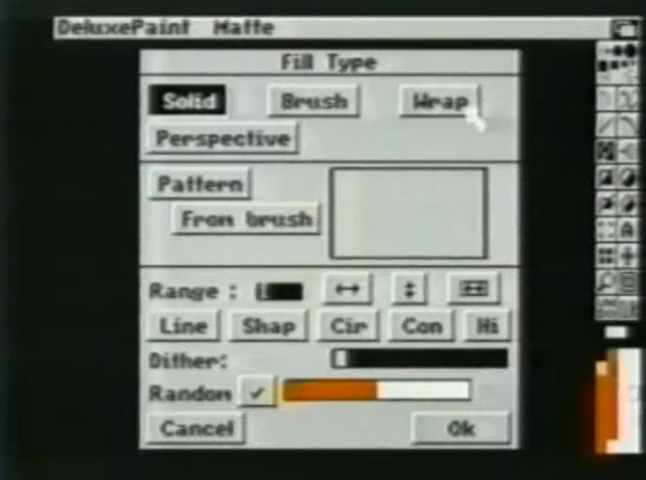 DeluxePaint Matte
Fill Type
Solid Brush Wrap
Perspective
Pattern
From brush
Range :
Line Shap Cir Con Hi
Dither:
Random
Cancel Ok
A